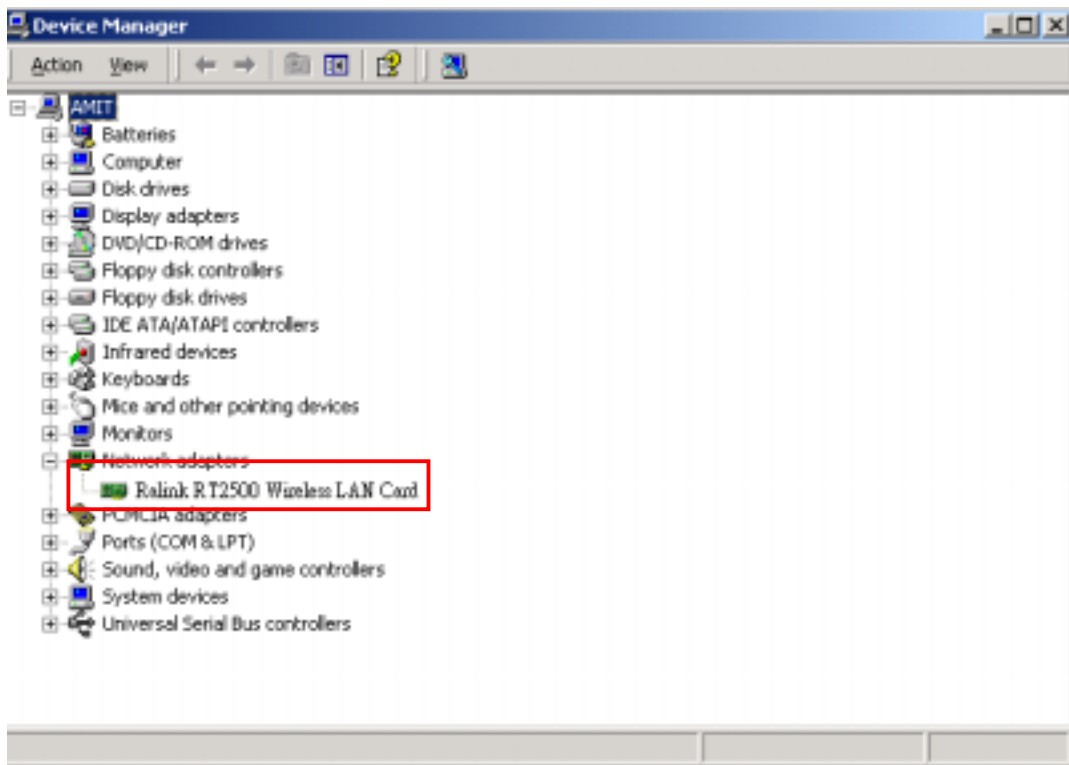 Device Manager
Action View
AMIT
Batteries
Computer
Disk drives
Display adapters
DVD/CD-ROM drives
Floppy disk controllers
Floppy disk drives
IDE ATA/ATAPI controllers
Infrared devices
Keyboards
Mice and other pointing devices
Monitors
Network adapters
Ralink RT2500 Wireless LAN Card
PCMCIA adapters
Ports (COM & LPT)
Sound, video and game controllers
System devices
Universal Serial Bus controllers